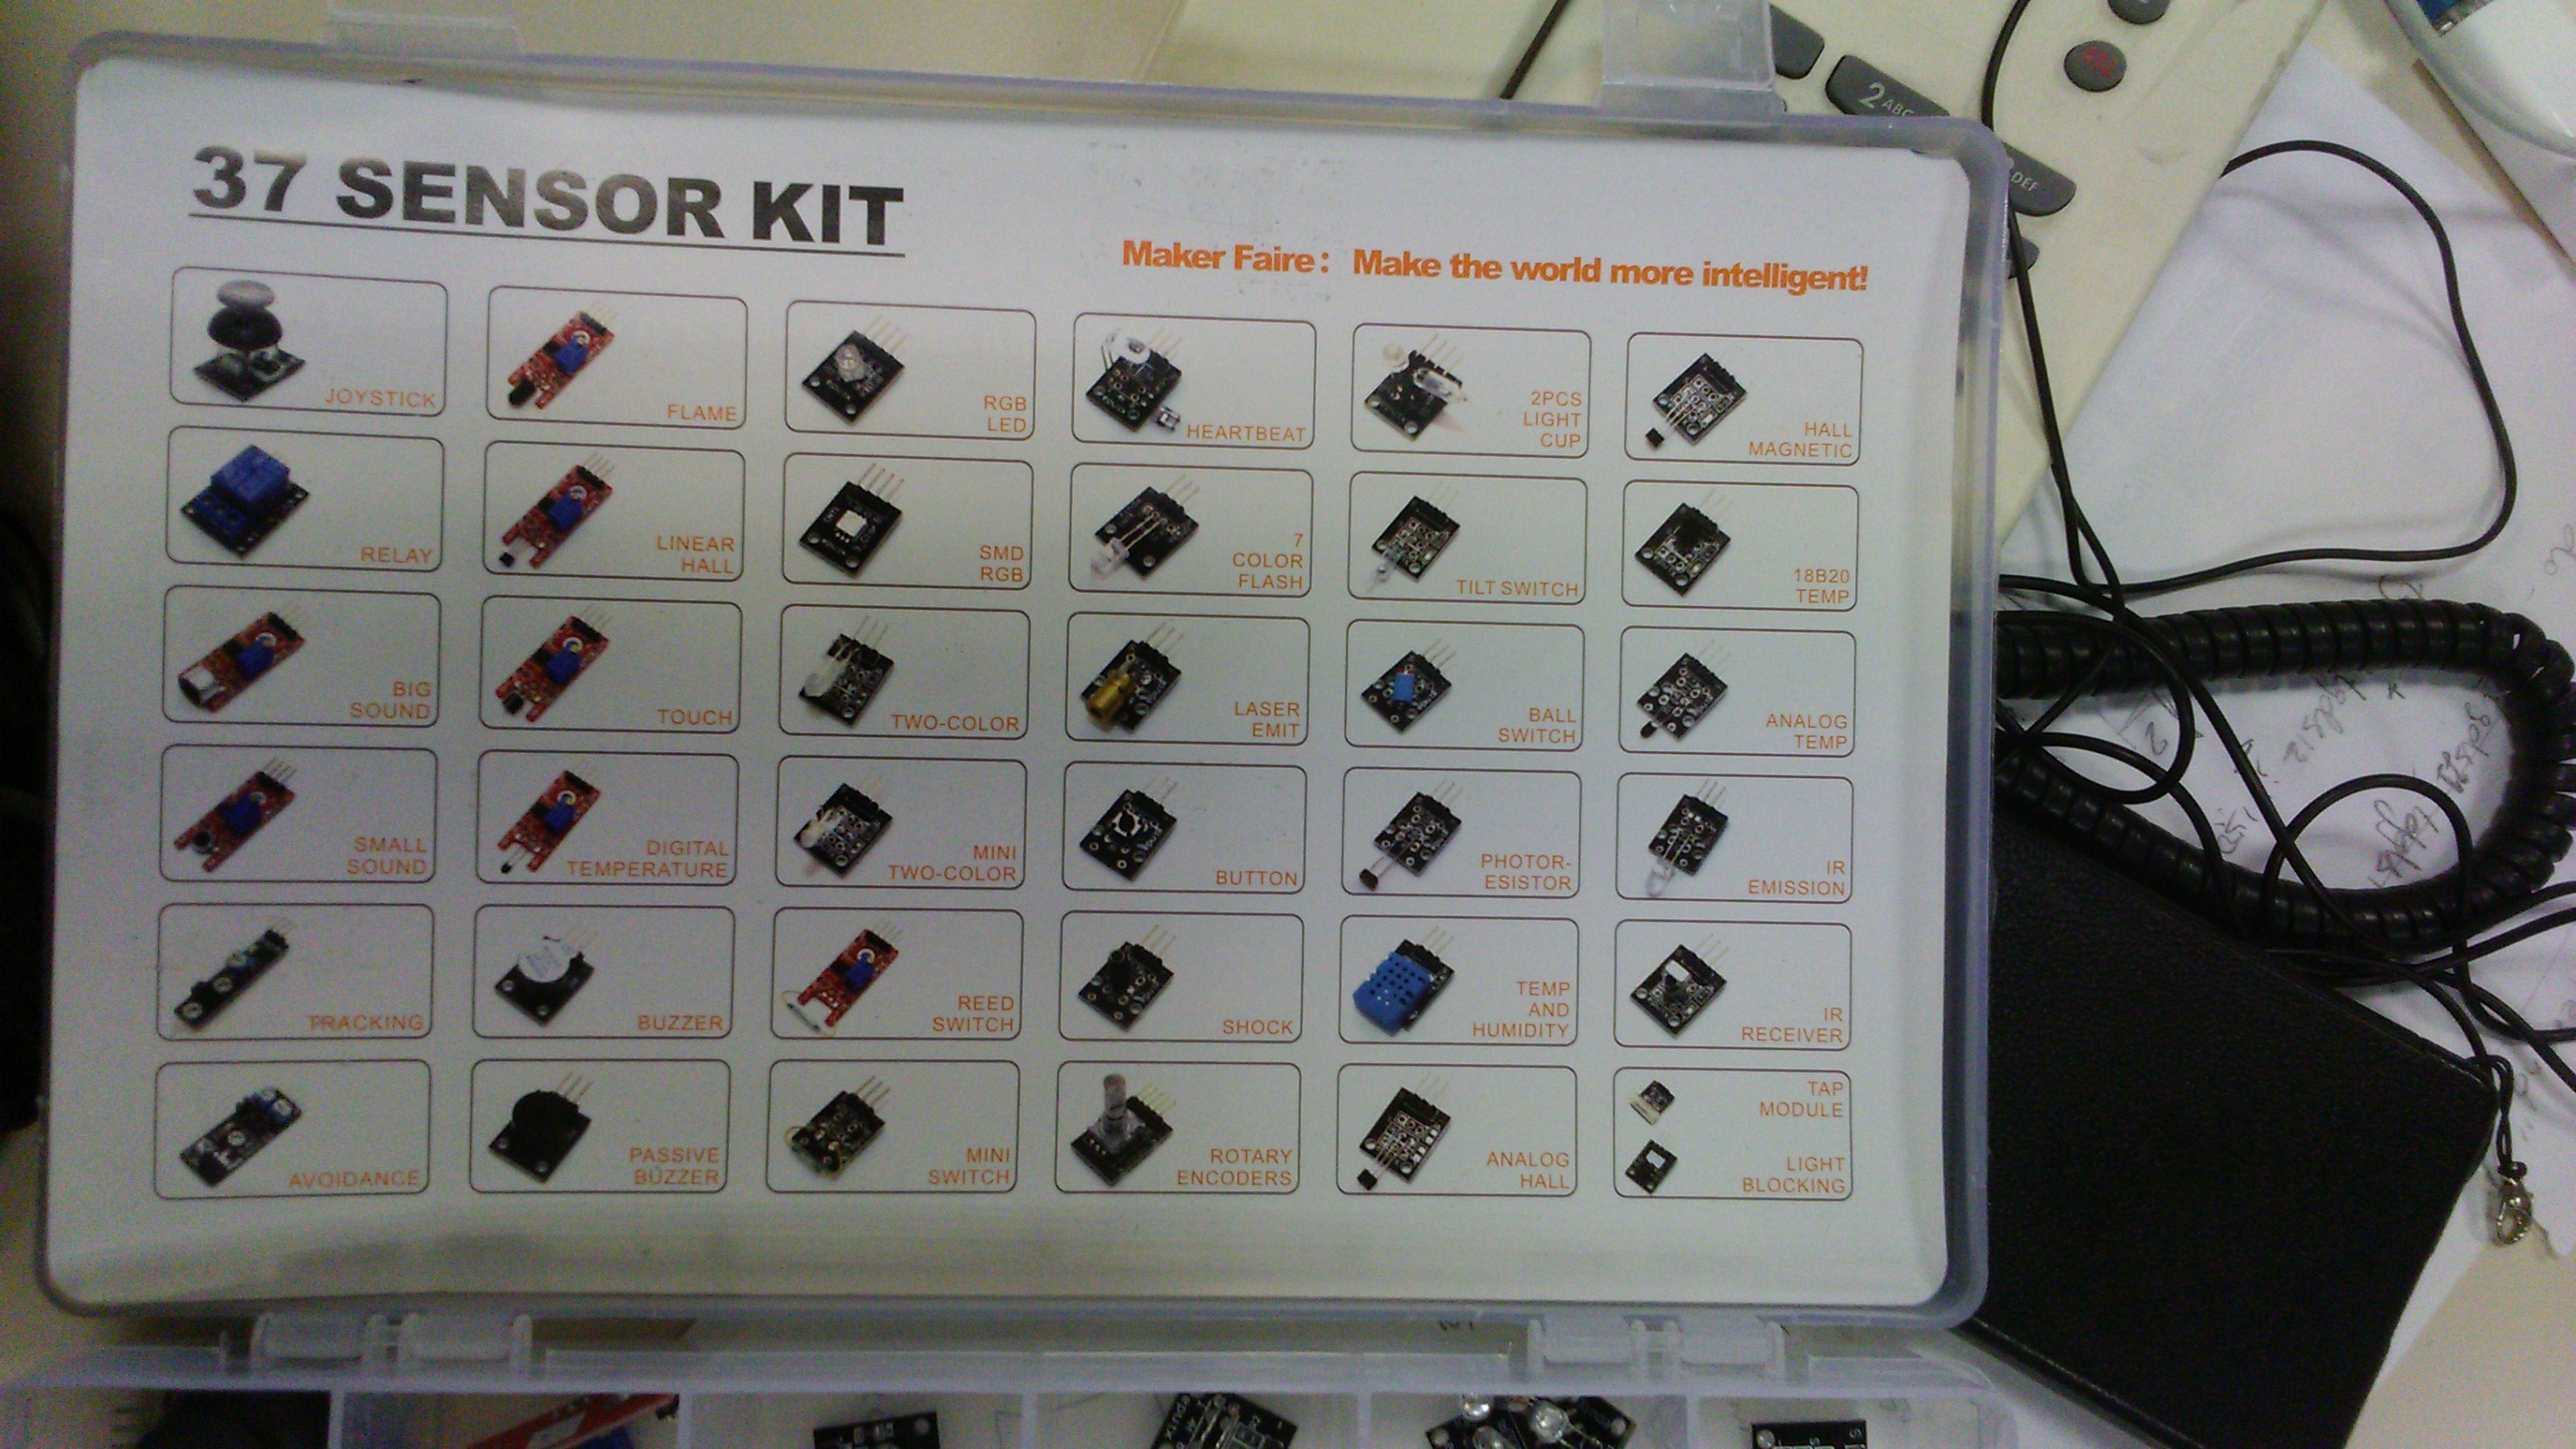 37 SENSOR KIT
Maker Faire: Make the world more intelligent!
JOYSTICK
FLAME
RGB
LED
HEARTBEAT
2PCS
LIGHT
CUP
HALL
MAGNETIC
RELAY
LINEAR
HALL
SMD
RGB
7
COLOR
FLASH
TILT SWITCH
18B20
TEMP
BIG
SOUND
TOUCH
TWO-COLOR
LASER
EMIT
BALL
SWITCH
ANALOG
TEMP
SMALL
SOUND
DIGITAL
TEMPERATURE
MINI
TWO-COLOR
BUTTON
PHOTOR-
ESISTOR
IR
EMISSION
TRACKING
BUZZER
REED
SWITCH
SHOCK
TEMP
AND
HUMIDITY
IR
RECEIVER
AVOIDANCE
PASSIVE
BUZZER
MINI
SWITCH
ROTARY
ENCODERS
ANALOG
HALL
TAP
MODULE
LIGHT
BLOCKING
2 ABC
DEF